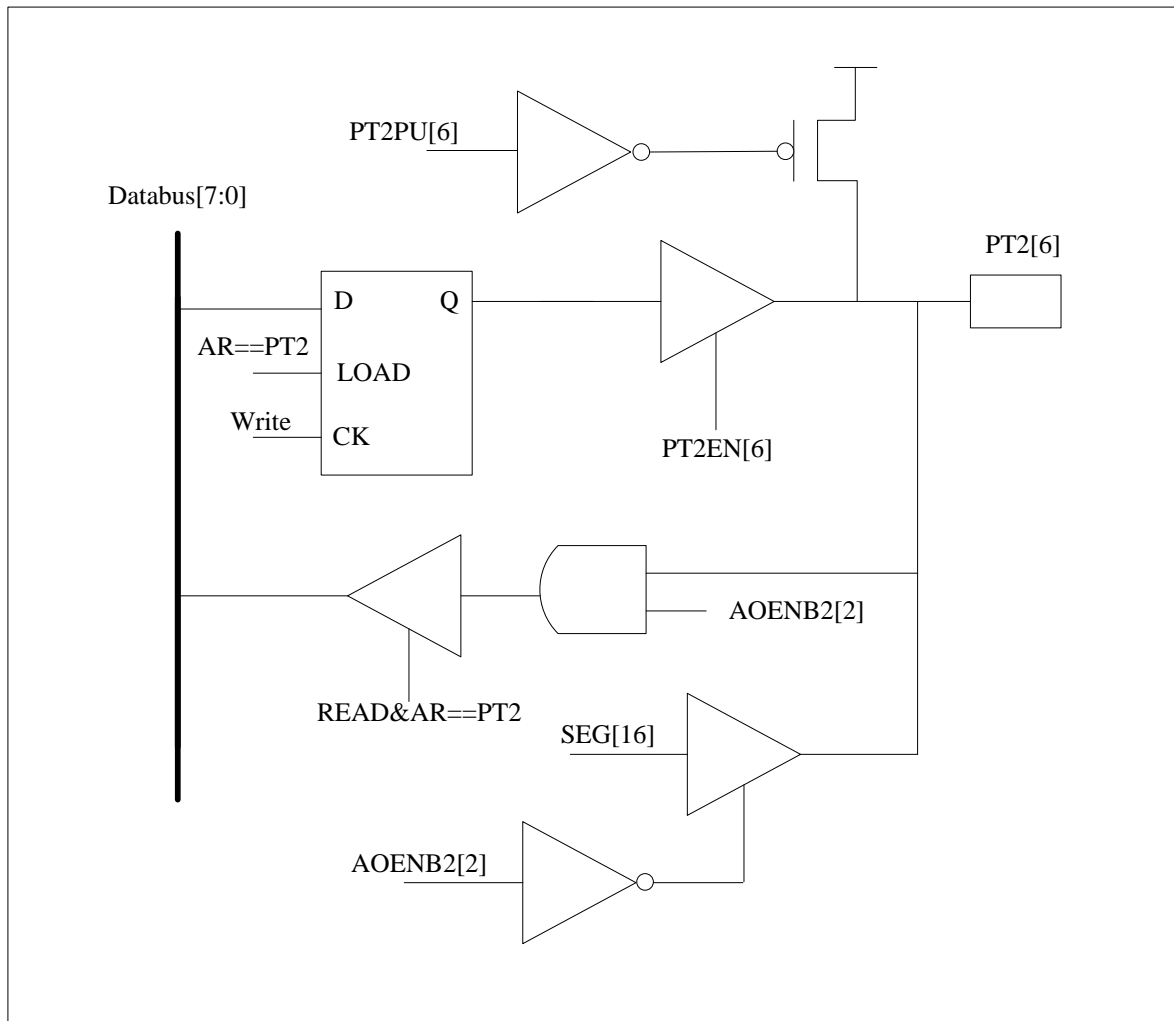 PT2PU[6]
Databus[7:0]
PT2[6]
D
Q
AR==PT2
LOAD
Write
CK
PT2EN[6]
AOENB2[2]
READ&AR==PT2
SEG[16]
AOENB2[2]